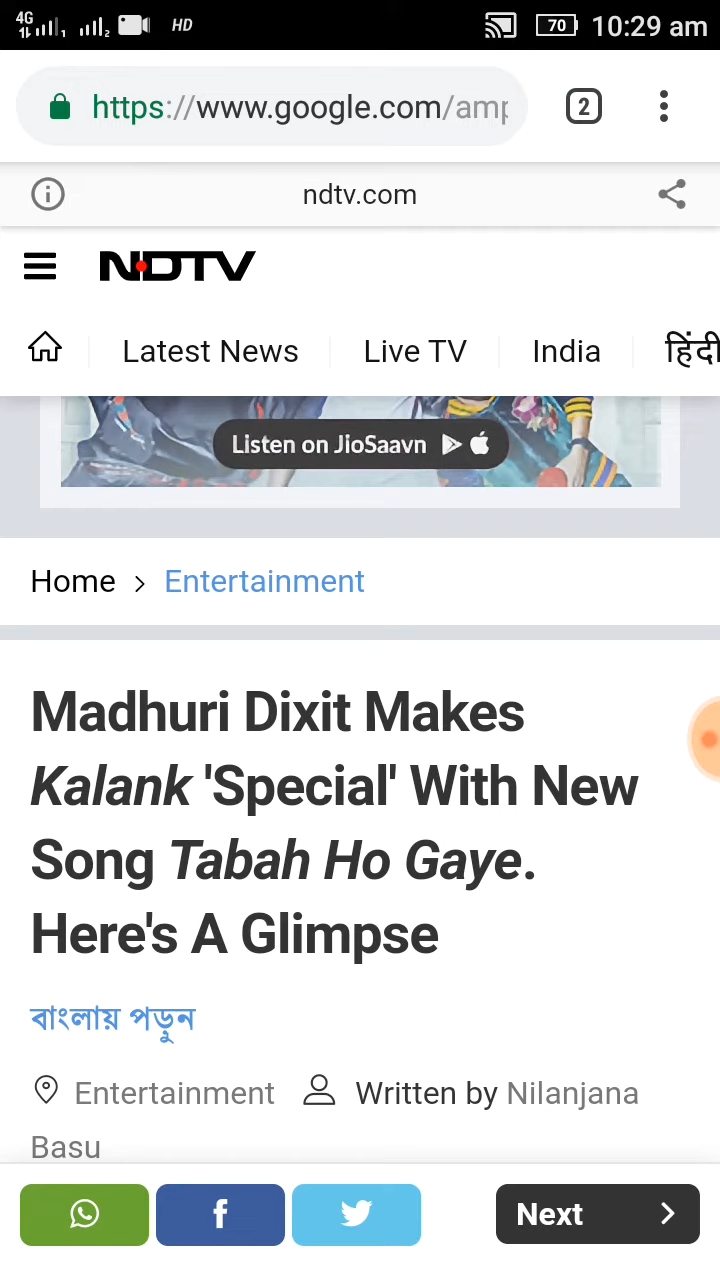 4G 1 2 HD 70 10:29 am
https://www.google.com/amp 2
ndtv.com
NDTV
Latest News Live TV India हिंदी
Listen on JioSaavn
Home > Entertainment
Madhuri Dixit Makes
Kalank 'Special' With New
Song Tabah Ho Gaye.
Here's A Glimpse
বাংলায় পড়ুন
Entertainment Written by Nilanjana
Basu
Next